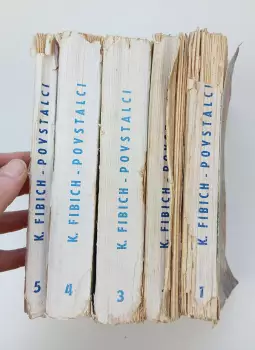 K. FIBICH - POVSTALCI 5
K. FIBICH - POVSTALCI 4
K. FIBICH - POVSTALCI 3
K. FIBICH - POVSTALCI
K. FIBICH - POVSTALCI 1